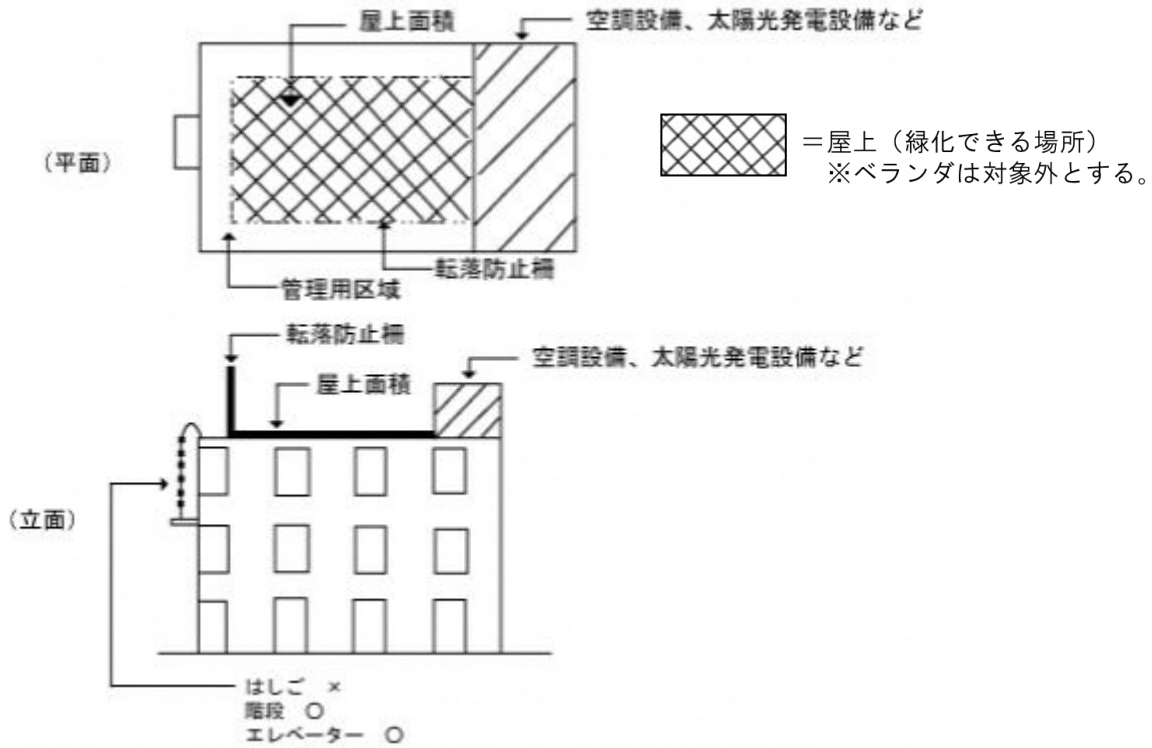 屋上面積
空調設備、太陽光発電設備など
(平面)
=屋上(緑化できる場所)
※ベランダは対象外とする。
転落防止柵
管理用区域
転落防止柵
空調設備、太陽光発電設備など
屋上面積
(立面)
はしご ×
階段 ○
エレベーター ○